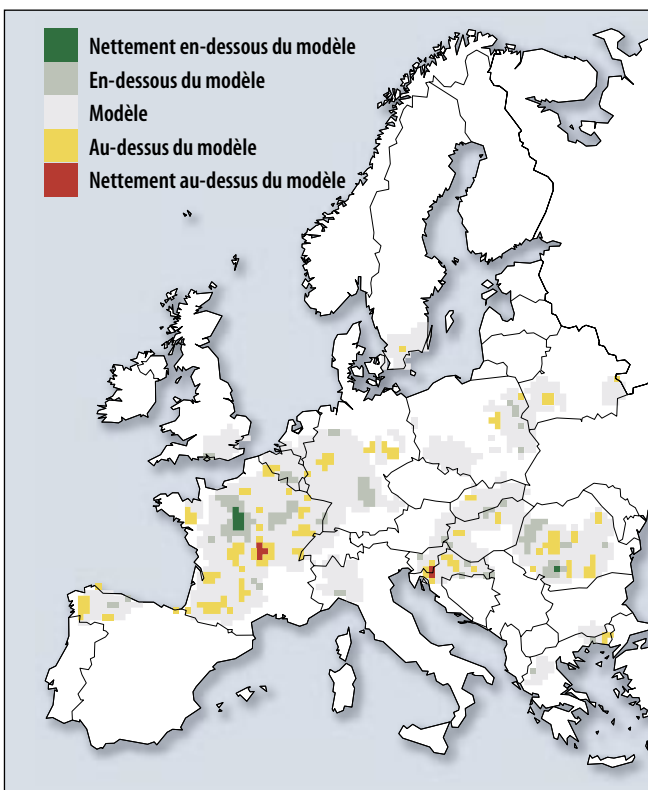 Nettement en-dessous du modèle
En-dessous du modèle
Modèle
Au-dessus du modèle
Nettement au-dessus du modèle